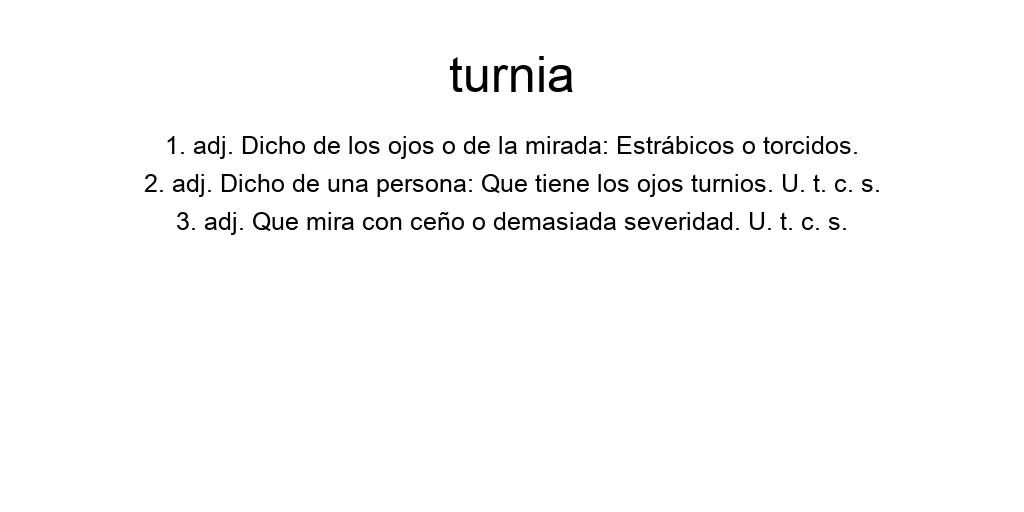 turnia
1. adj. Dicho de los ojos o de la mirada: Estrábicos o torcidos.
2. adj. Dicho de una persona: Que tiene los ojos turnios. U. t. c. s.
3. adj. Que mira con ceño o demasiada severidad. U. t. c. s.